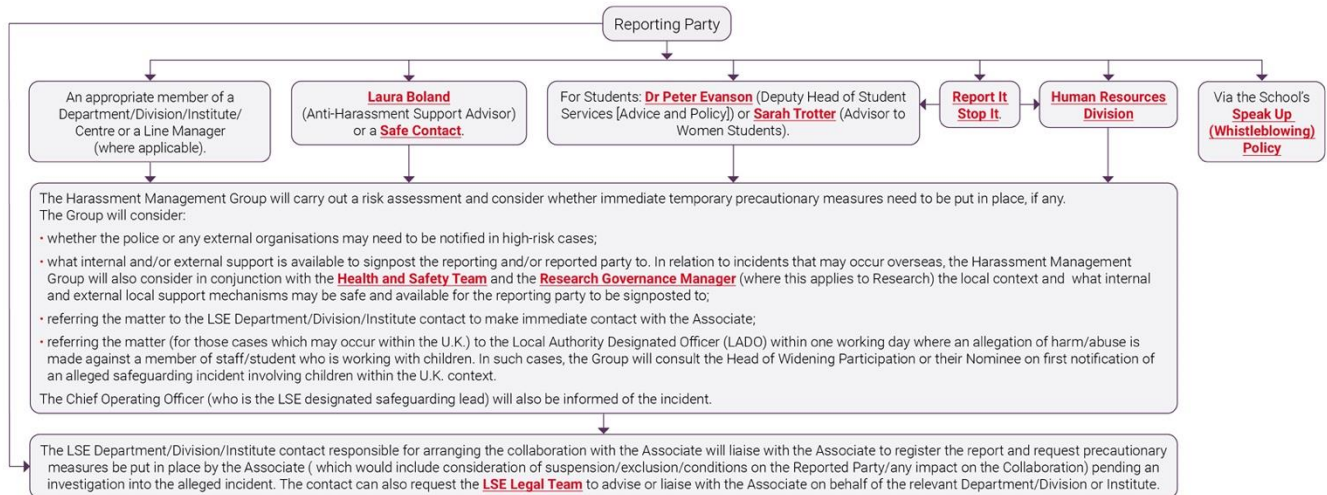 Reporting Party
An appropriate member of a
Department/Division/Institute/
Centre or a Line Manager
(where applicable).
Laura Boland
(Anti-Harassment Support Advisor)
or a Safe Contact.
For Students: Dr Peter Evanson (Deputy Head of Student
Services [Advice and Policy]) or Sarah Trotter (Advisor to
Women Students).
Report It
Stop It.
Human Resources
Division
Via the School's
Speak Up
(Whistleblowing)
Policy
The Harassment Management Group will carry out a risk assessment and consider whether immediate temporary precautionary measures need to be put in place, if any.
The Group will consider:
• whether the police or any external organisations may need to be notified in high-risk cases;
• what internal and/or external support is available to signpost the reporting and/or reported party to. In relation to incidents that may occur overseas, the Harassment Management
Group will also consider in conjunction with the Health and Safety Team and the Research Governance Manager (where this applies to Research) the local context and what internal
and external local support mechanisms may be safe and available for the reporting party to be signposted to;
• referring the matter to the LSE Department/Division/Institute contact to make immediate contact with the Associate;
• referring the matter (for those cases which may occur within the U.K.) to the Local Authority Designated Officer (LADO) within one working day where an allegation of harm/abuse is
made against a member of staff/student who is working with children. In such cases, the Group will consult the Head of Widening Participation or their Nominee on first notification of
an alleged safeguarding incident involving children within the U.K. context.
The Chief Operating Officer (who is the LSE designated safeguarding lead) will also be informed of the incident.
The LSE Department/Division/Institute contact responsible for arranging the collaboration with the Associate will liaise with the Associate to register the report and request precautionary
measures be put in place by the Associate ( which would include consideration of suspension/exclusion/conditions on the Reported Party/any impact on the Collaboration) pending an
investigation into the alleged incident. The contact can also request the LSE Legal Team to advise or liaise with the Associate on behalf of the relevant Department/Division or Institute.